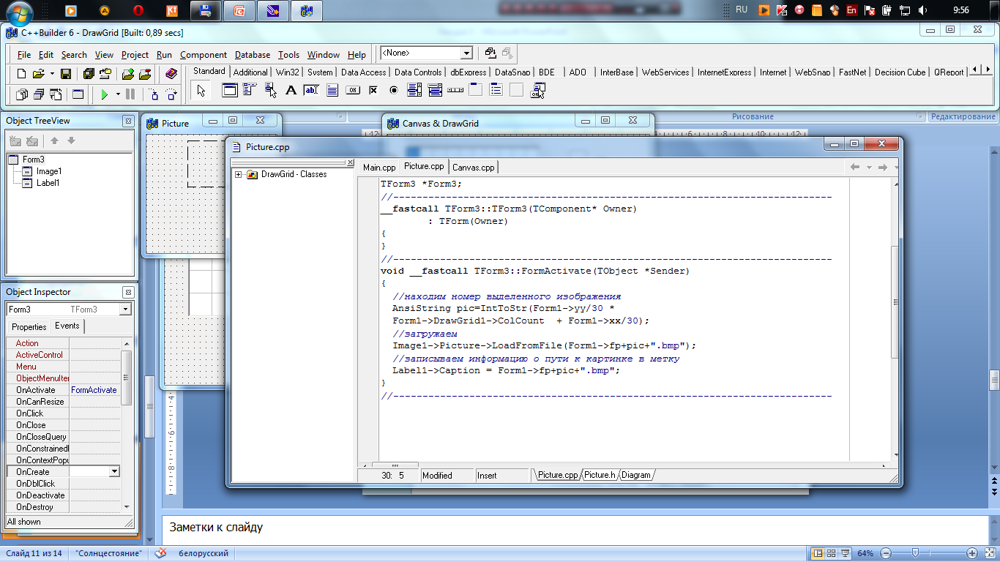 RU
En
9:56
C++Builder 6 - DrawGrid [Built: 0,89 secs]
File Edit Search View Project Run Component Database Tools Window Help
<None>
Standard Additional Win32 System Data Access Data Controls dbExpress DataSnap BDE ADO InterBase WebServices InternetExpress Internet WebSnap FastNet Decision Cube QReport
Object TreeView
Form3
Image1
Label1
Picture
Canvas & DrawGrid
Рисование
Редактирование
Picture.cpp
DrawGrid - Classes
Main.cpp Picture.cpp Canvas.cpp
TForm3 *Form3;
//---------------------------------------------------------------------------
__fastcall TForm3::TForm3(TComponent* Owner)
: TForm(Owner)
{
}
//---------------------------------------------------------------------------
void __fastcall TForm3::FormActivate(TObject *Sender)
{
//находим номер выделенного изображения
AnsiString pic=IntToStr(Form1->yy/30 *
Form1->DrawGrid1->ColCount  + Form1->xx/30);
//загружаем
Image1->Picture->LoadFromFile(Form1->fp+pic+".bmp");
//записываем информацию о пути к картинке в метку
Label1->Caption = Form1->fp+pic+".bmp";
}
//---------------------------------------------------------------------------
30: 5 Modified Insert Picture.cpp Picture.h Diagram
Object Inspector
Form3 TForm3
Properties Events
Action
ActiveControl
Menu
ObjectMenuIter
OnActivate FormActivate
OnCanResize
OnClick
OnClose
OnCloseQuery
OnConstrainedl
OnContextPopu
OnCreate
OnDblClick
OnDeactivate
OnDestroy
All shown
Заметки к слайду
Слайд 11 из 14 "Солнцестояние" белорусский 64%